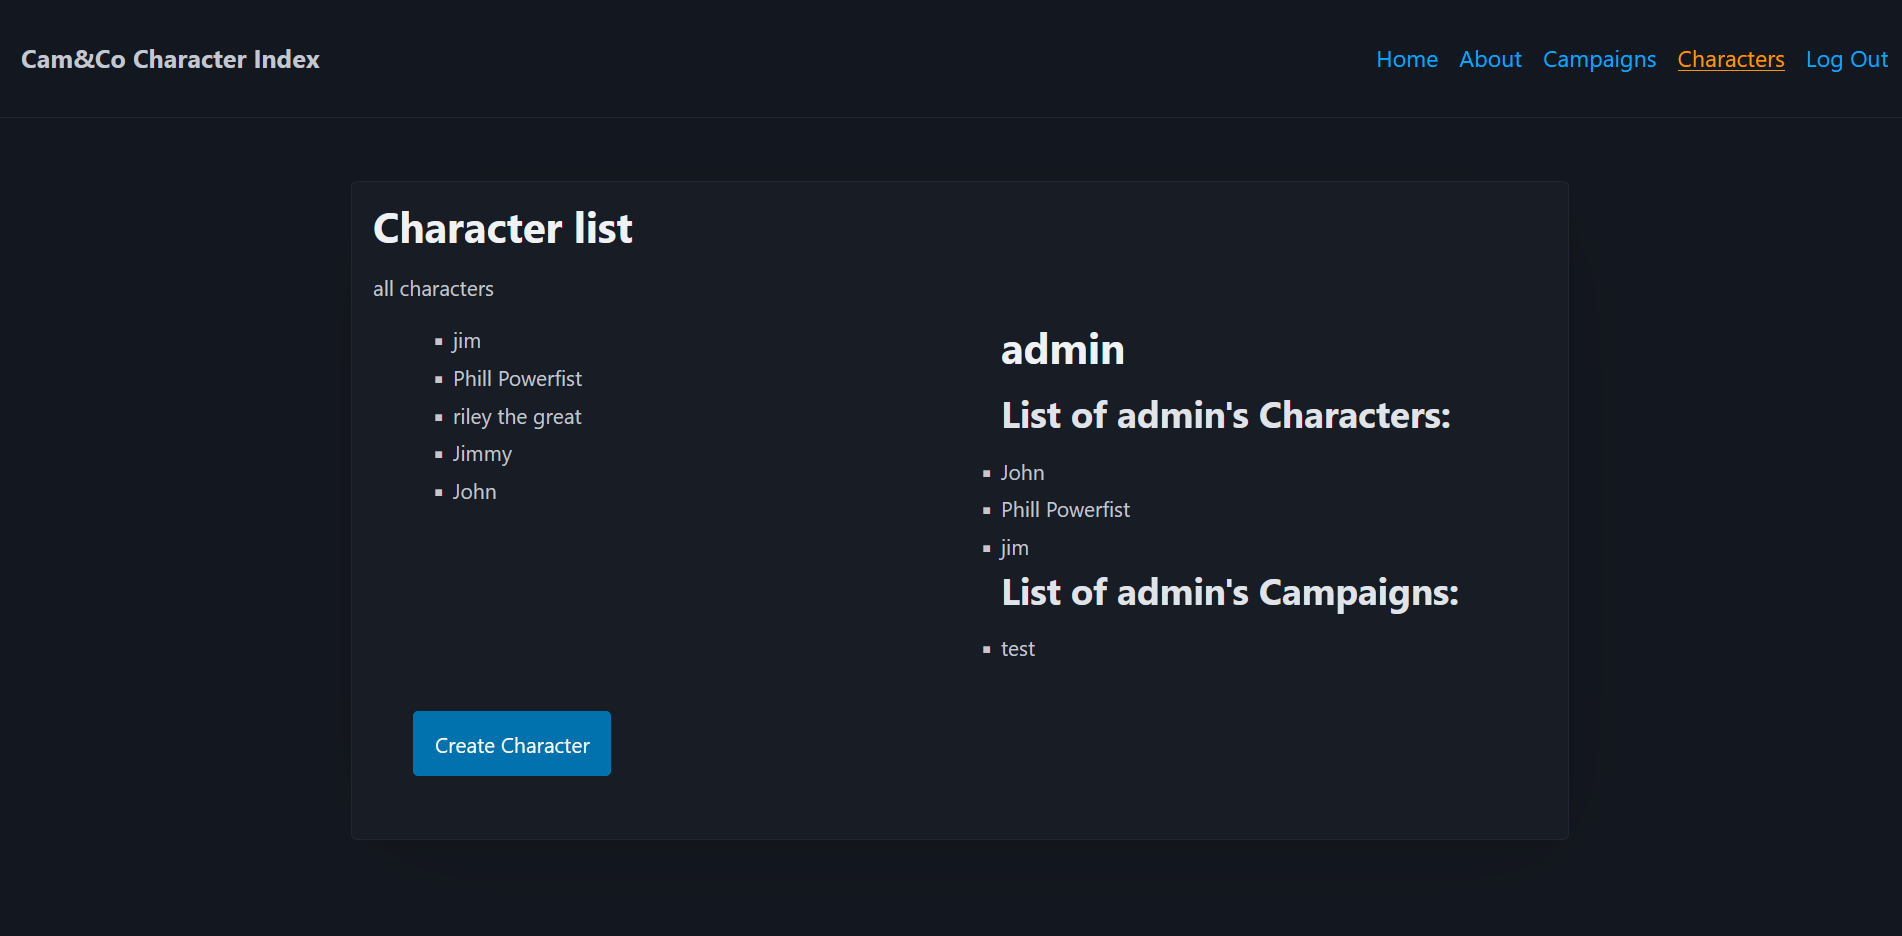 Cam&Co Character Index
Home About Campaigns Characters Log Out
Character list
all characters
jim
Phill Powerfist
riley the great
Jimmy
John
admin
List of admin's Characters:
John
Phill Powerfist
jim
List of admin's Campaigns:
test
Create Character